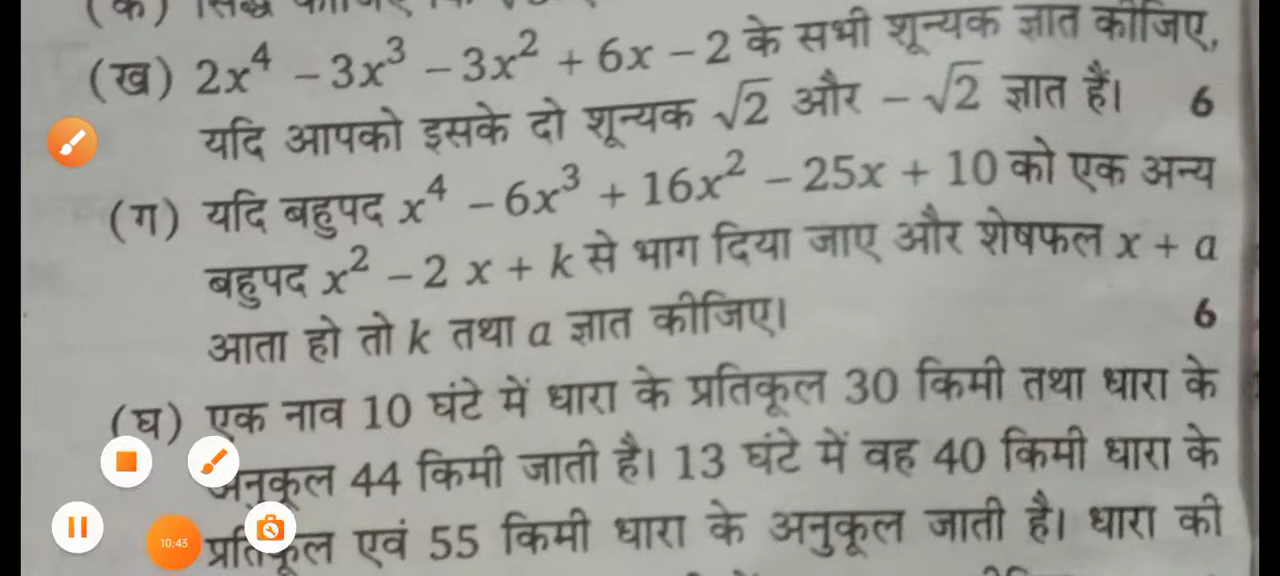 (ख) 2x⁴ – 3x³ – 3x² + 6x – 2 के सभी शून्यक ज्ञात कीजिए,
यदि आपको इसके दो शून्यक √2 और – √2 ज्ञात हैं। 6
(ग) यदि बहुपद x⁴ – 6x³ + 16x² – 25x + 10 को एक अन्य
बहुपद x² – 2 x + k से भाग दिया जाए और शेषफल x + a
आता हो तो k तथा a ज्ञात कीजिए। 6
(घ) एक नाव 10 घंटे में धारा के प्रतिकूल 30 किमी तथा धारा के
अनुकूल 44 किमी जाती है। 13 घंटे में वह 40 किमी धारा के
प्रतिकूल एवं 55 किमी धारा के अनुकूल जाती है। धारा की
10:43